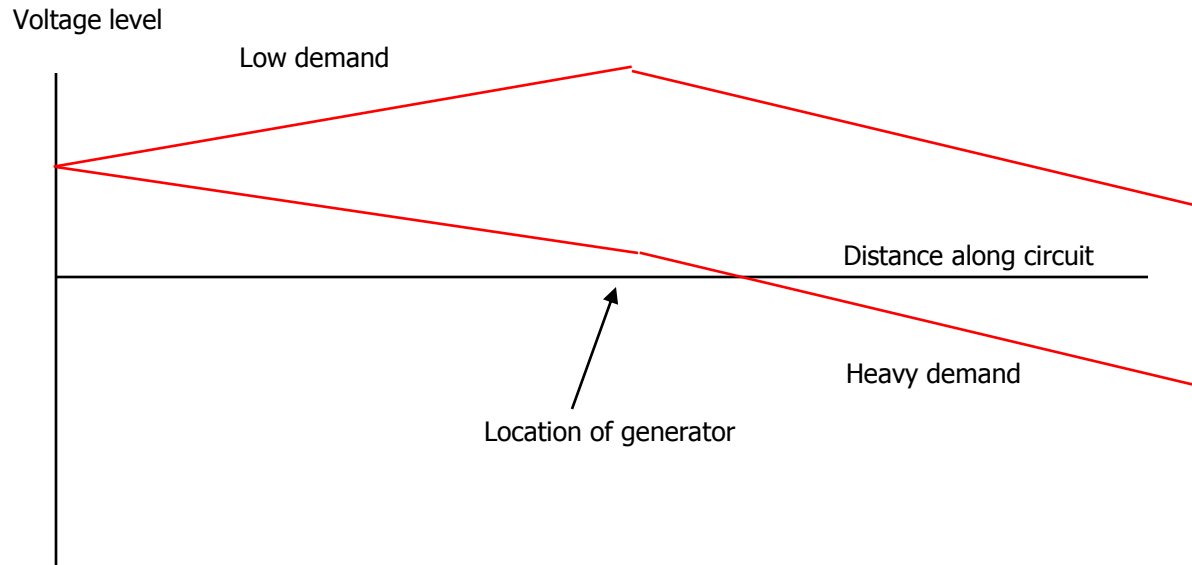 Voltage level
Low demand
Distance along circuit
Heavy demand
Location of generator